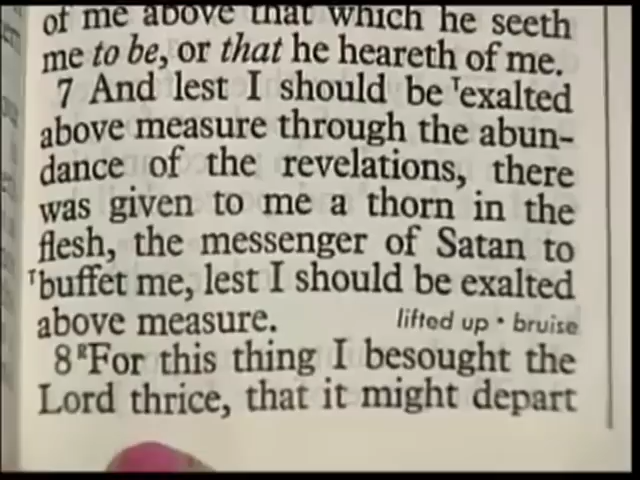 of me above that which he seeth
me to be, or that he heareth of me.
7 And lest I should be ᵀexalted
above measure through the abun-
dance of the revelations, there
was given to me a thorn in the
flesh, the messenger of Satan to
ᵀbuffet me, lest I should be exalted
above measure. lifted up • bruise
8 ᴿFor this thing I besought the
Lord thrice, that it might depart